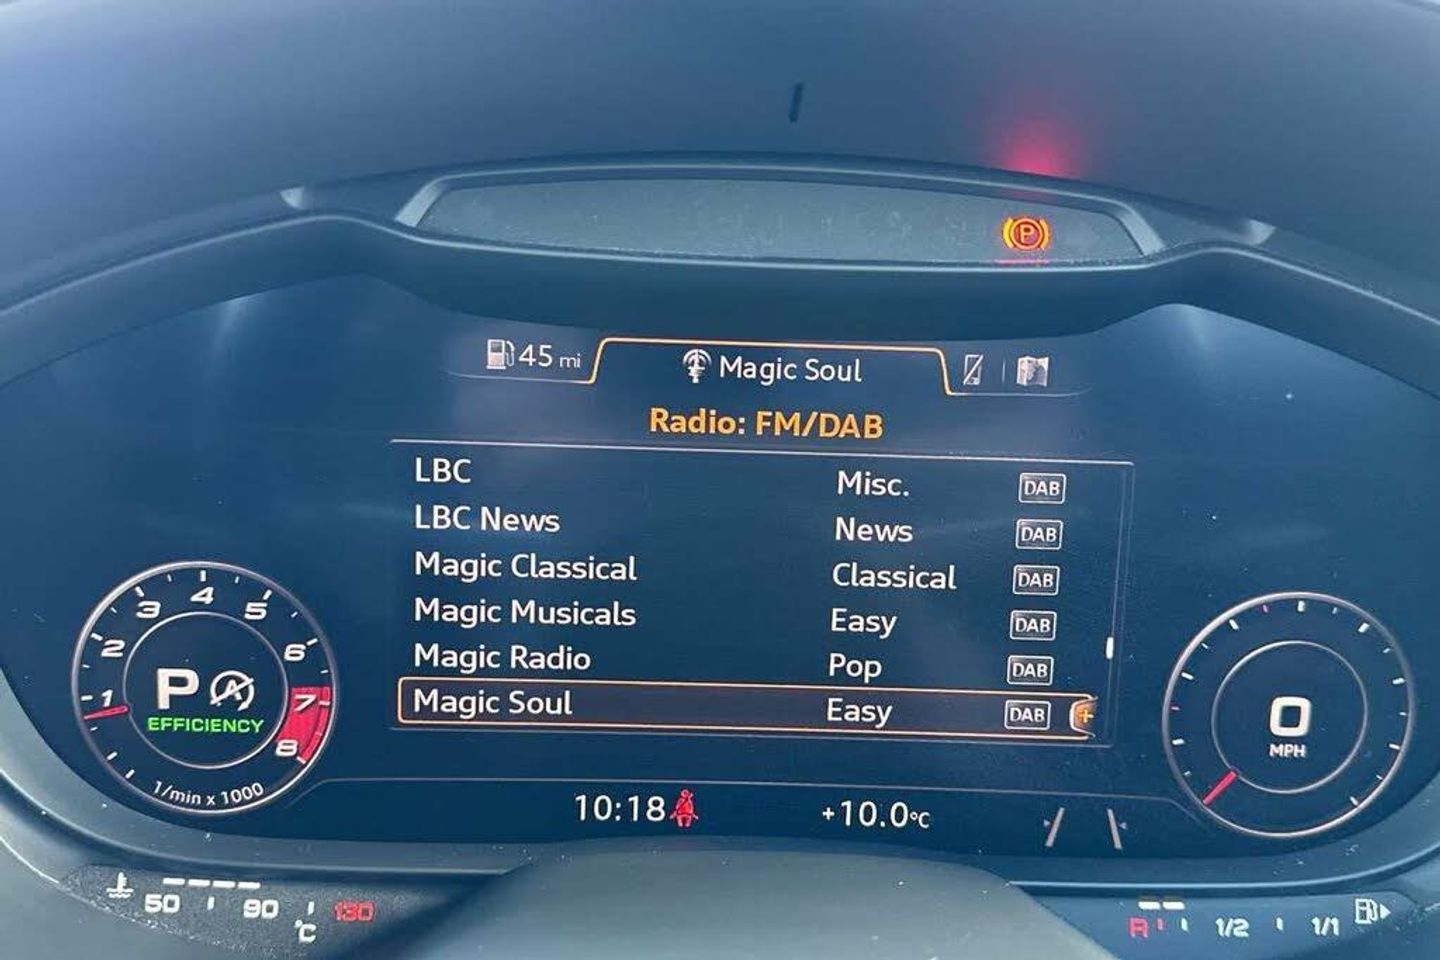 P
45 mi Magic Soul
Radio: FM/DAB
LBC Misc. DAB
LBC News News DAB
Magic Classical Classical DAB
Magic Musicals Easy DAB
Magic Radio Pop DAB
Magic Soul Easy DAB +
1 2 3 4 5 6 7 8
P A
EFFICIENCY
1/min x 1000
0
MPH
10:18 +10.0°C
50 90 130
°C
R 1/2 1/1